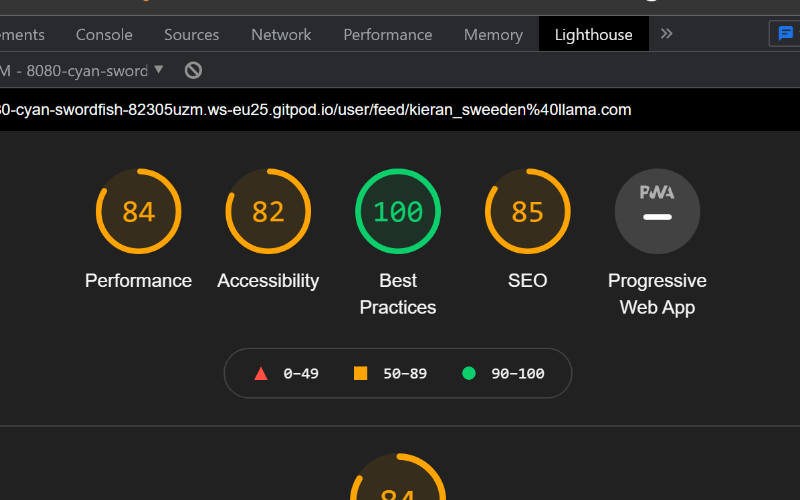 ements Console Sources Network Performance Memory Lighthouse »
M - 8080-cyan-sword
80-cyan-swordfish-82305uzm.ws-eu25.gitpod.io/user/feed/kieran_sweeden%40llama.com
84 82 100 85 PWA
Performance Accessibility Best Practices SEO Progressive Web App
0–49 50–89 90–100
84